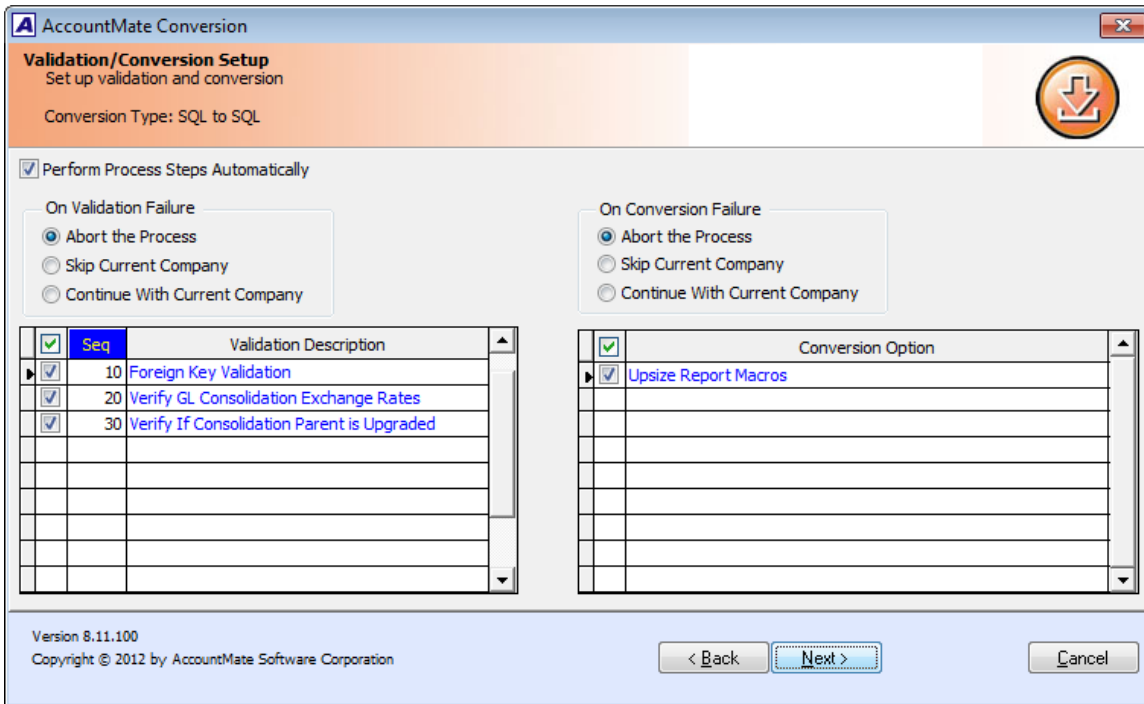 AccountMate Conversion
Validation/Conversion Setup
Set up validation and conversion
Conversion Type: SQL to SQL
Perform Process Steps Automatically
On Validation Failure
Abort the Process
Skip Current Company
Continue With Current Company
On Conversion Failure
Abort the Process
Skip Current Company
Continue With Current Company
Seq Validation Description
10 Foreign Key Validation
20 Verify GL Consolidation Exchange Rates
30 Verify If Consolidation Parent is Upgraded
Conversion Option
Upsize Report Macros
Version 8.11.100
Copyright © 2012 by AccountMate Software Corporation
< Back
Next >
Cancel